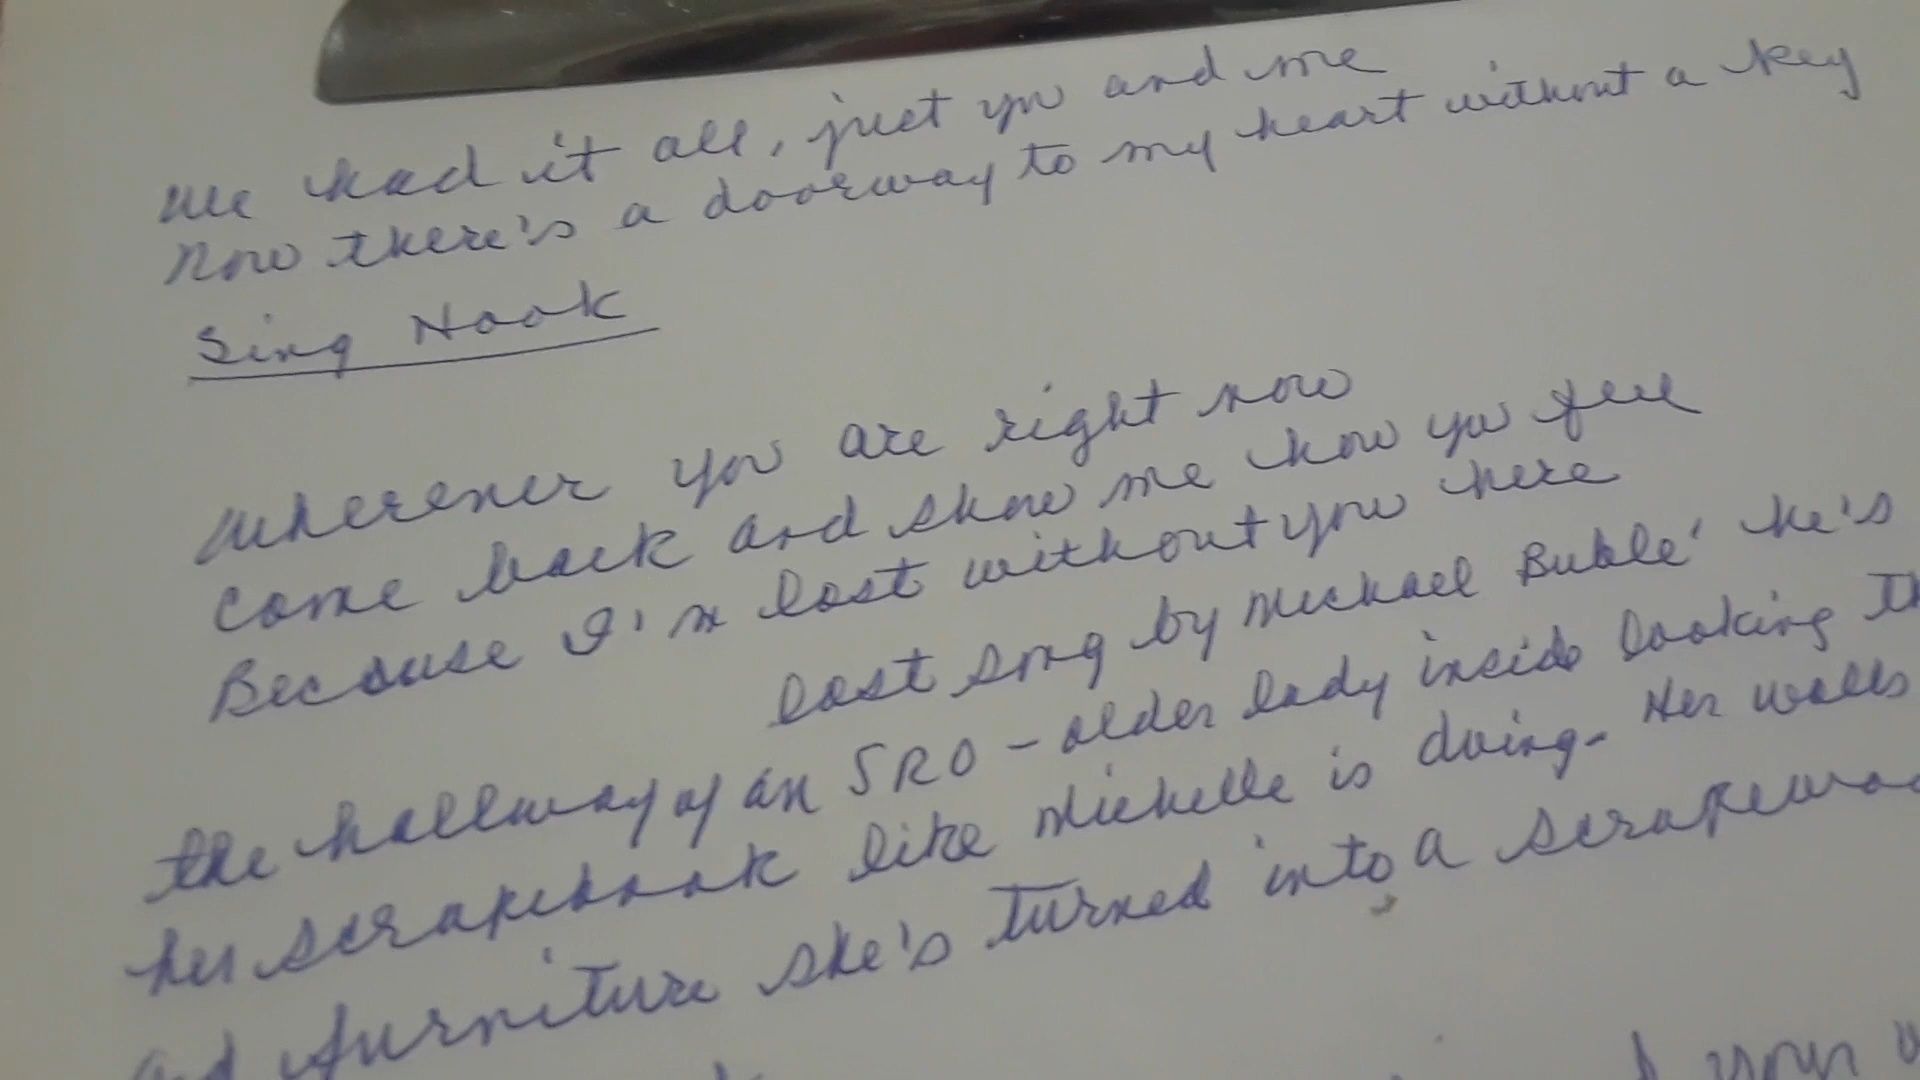 We had it all, just you and me
Now there's a doorway to my heart without a key
Sing Hook
Wherever you are right now
Come back and show me how you feel
Because I'm lost without you here
Lost song by Michael Buble' he's
the hallway of an SRO - older lady inside looking
her scrapebook like Michelle is doing. Her walls
and furniture she's turned into a
your